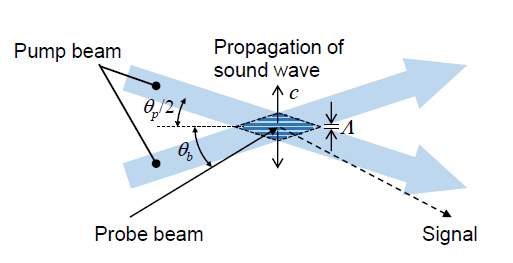 Pump beam
Propagation of
sound wave
c
θp/2
Λ
θb
Probe beam
Signal